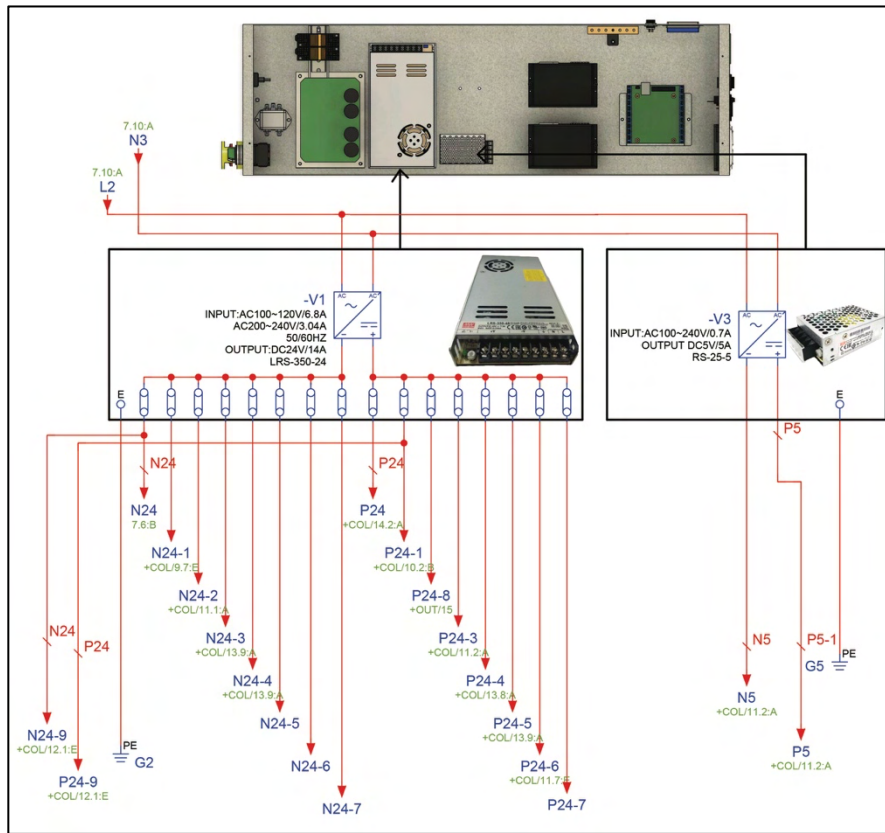 7.10:A
N3
7.10:A
L2
-V1
INPUT:AC100~120V/6.8A
AC200~240V/3.04A
50/60HZ
OUTPUT:DC24V/14A
LRS-350-24
AC
AC
-
+
-V3
INPUT:AC100~240V/0.7A
OUTPUT DC5V/5A
RS-25-5
AC
AC
-
+
E
E
P5
N24
P24
N24
7.6:B
P24
+COL/14.2:A
N24-1
+COL/9.7:E
P24-1
+COL/10.2:B
N24-2
+COL/11.1:A
P24-8
+OUT/15
N24-3
+COL/13.9:A
P24-3
+COL/11.2:A
N24
P24
N24-4
+COL/13.9:A
P24-4
+COL/13.8:A
N5
P5-1
PE
G5
N24-5
P24-5
+COL/13.9:A
N5
+COL/11.2:A
N24-9
+COL/12.1:E
PE
G2
N24-6
P24-6
+COL/11.7:E
P5
+COL/11.2:A
P24-9
+COL/12.1:E
N24-7
P24-7